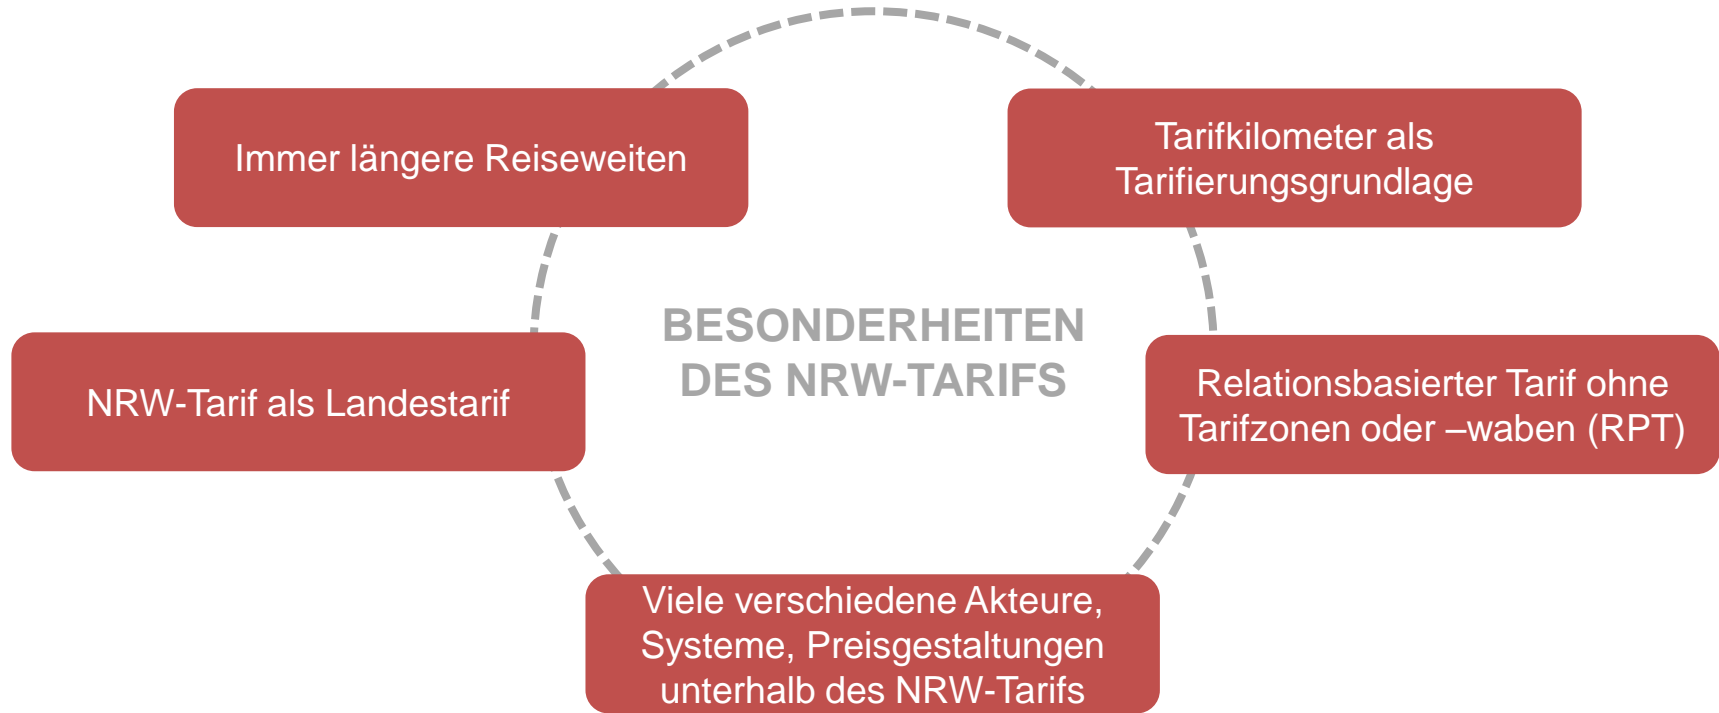 Immer längere Reiseweiten
Tarifkilometer als
Tarifierungsgrundlage
BESONDERHEITEN
DES NRW-TARIFS
NRW-Tarif als Landestarif
Relationsbasierter Tarif ohne
Tarifzonen oder –waben (RPT)
Viele verschiedene Akteure,
Systeme, Preisgestaltungen
unterhalb des NRW-Tarifs